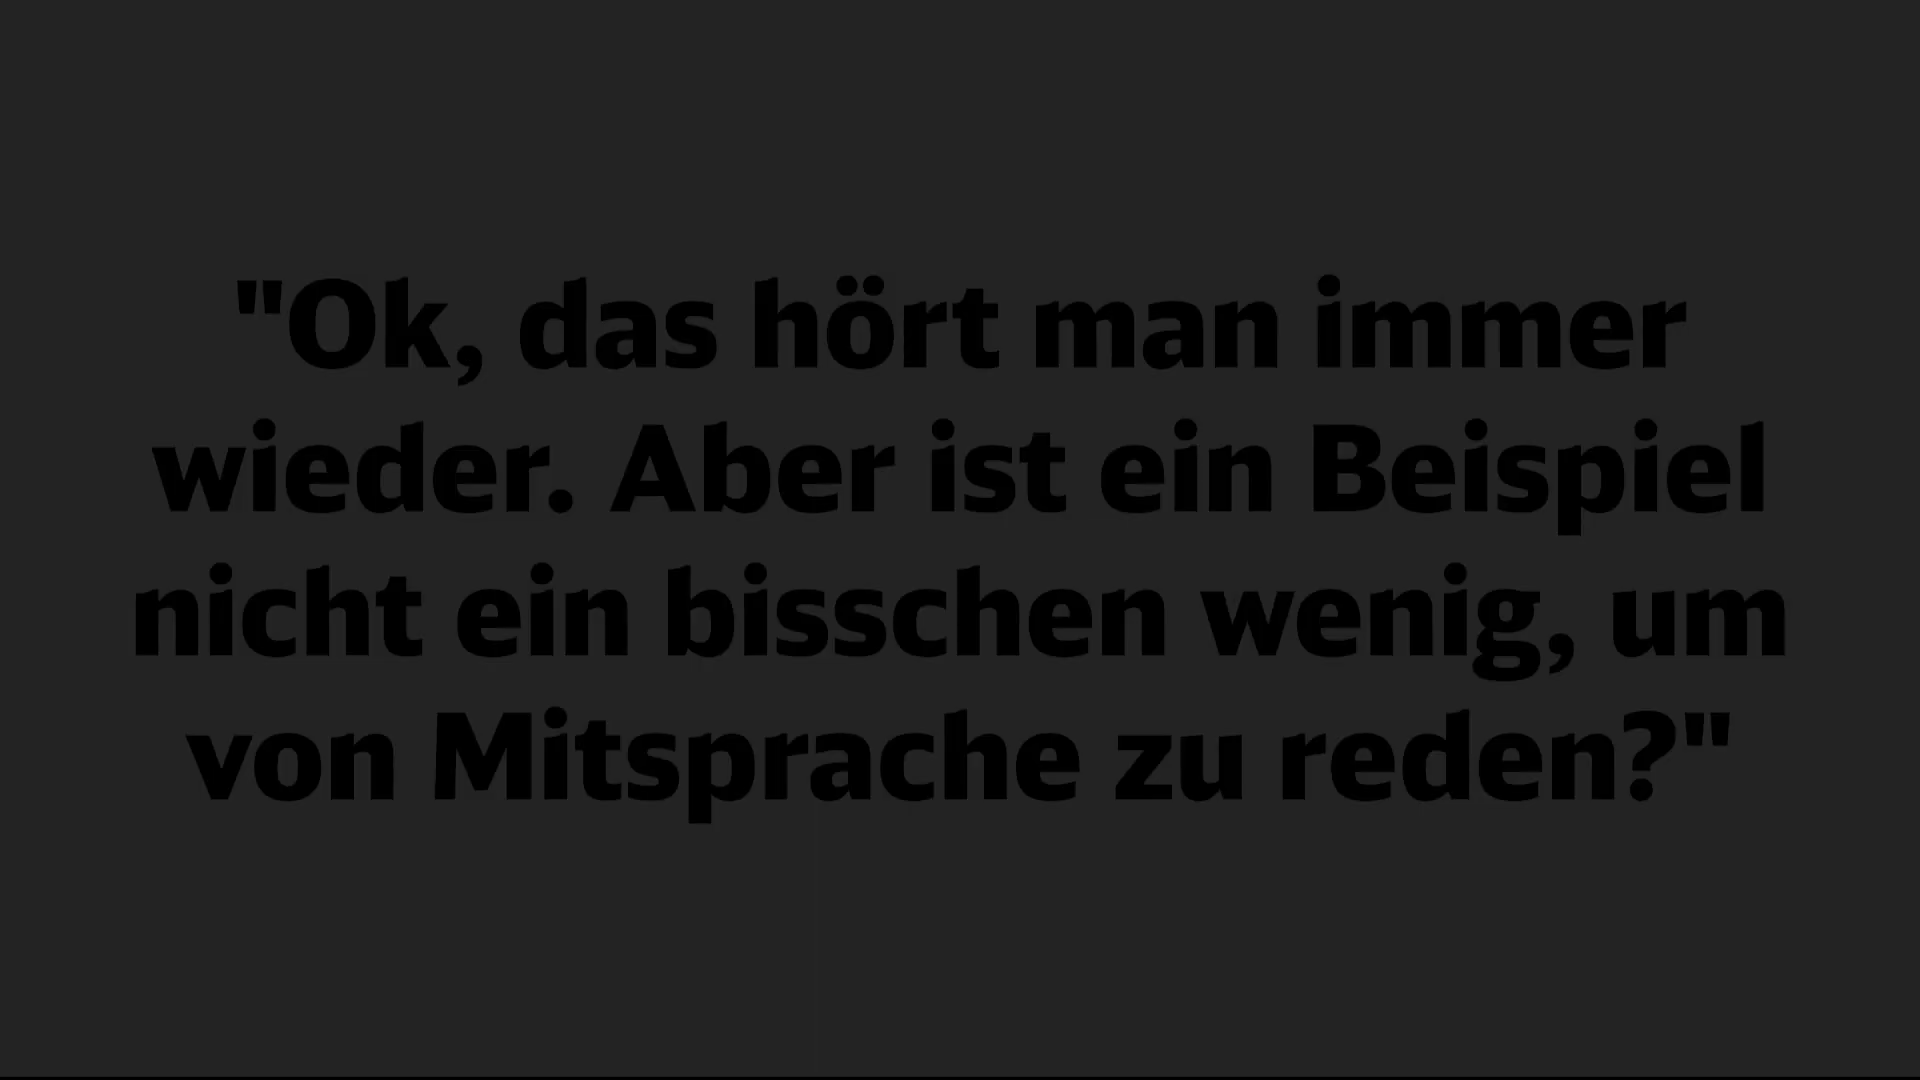 "Ok, das hört man immer
wieder. Aber ist ein Beispiel
nicht ein bisschen wenig, um
von Mitsprache zu reden?"